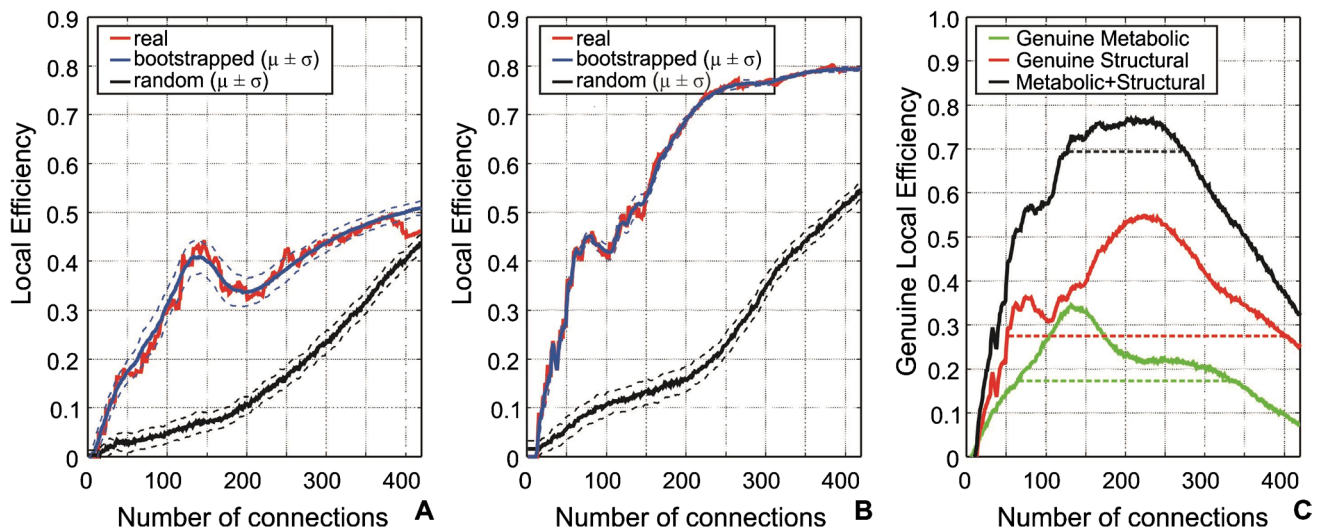 real
bootstrapped (μ ± σ)
random (μ ± σ)
Local Efficiency
0.9
0.8
0.7
0.6
0.5
0.4
0.3
0.2
0.1
0
0 100 200 300 400
Number of connections
A
real
bootstrapped (μ ± σ)
random (μ ± σ)
Local Efficiency
0.9
0.8
0.7
0.6
0.5
0.4
0.3
0.2
0.1
0
0 100 200 300 400
Number of connections
B
Genuine Metabolic
Genuine Structural
Metabolic+Structural
Genuine Local Efficiency
1.0
0.9
0.8
0.7
0.6
0.5
0.4
0.3
0.2
0.1
0
0 100 200 300 400
Number of connections
C